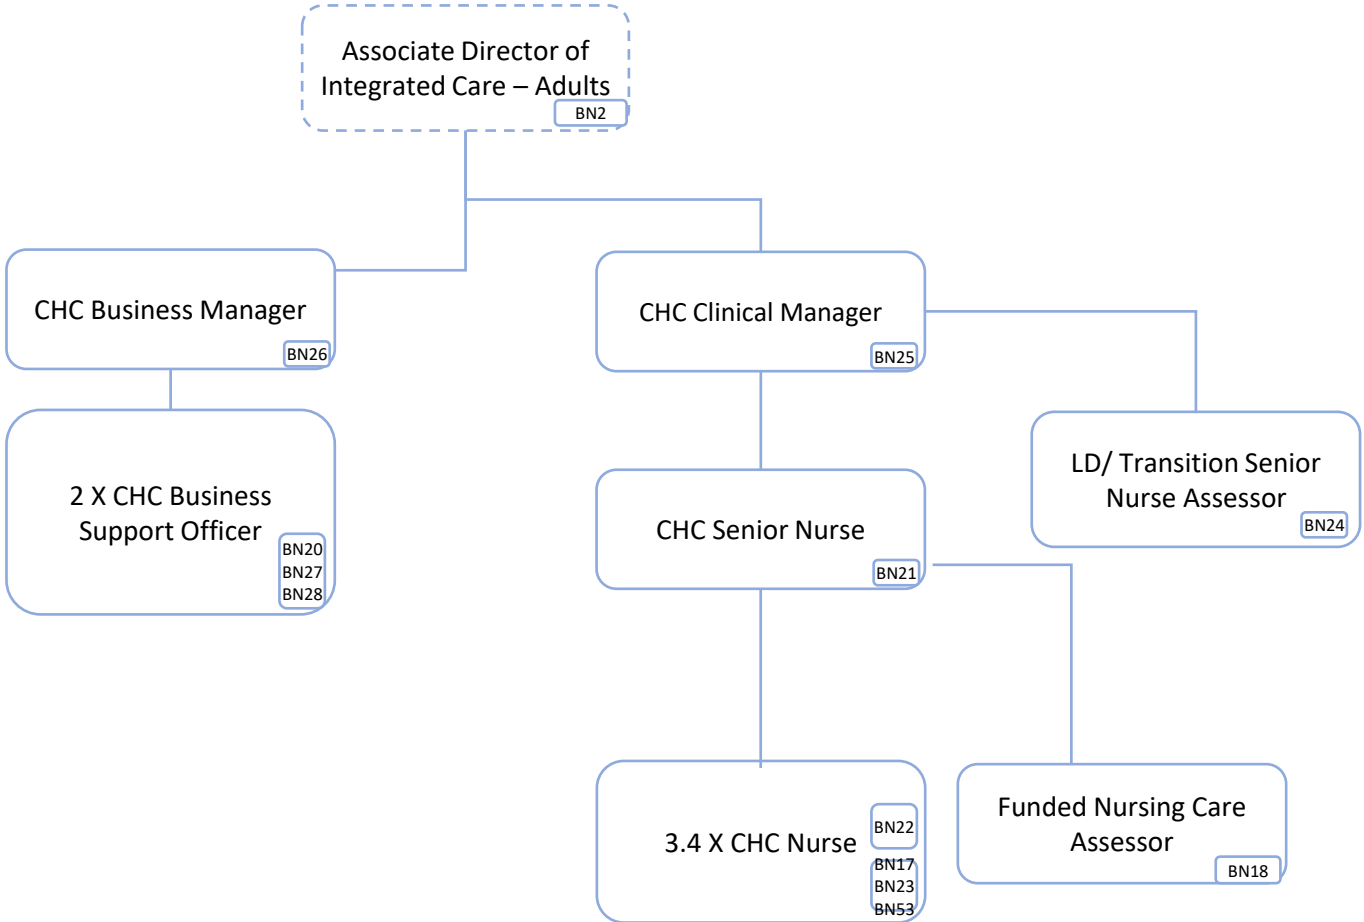 Associate Director of
Integrated Care – Adults
BN2
CHC Business Manager
BN26
CHC Clinical Manager
BN25
2 X CHC Business
Support Officer
BN20
BN27
BN28
CHC Senior Nurse
BN21
LD/ Transition Senior
Nurse Assessor
BN24
3.4 X CHC Nurse
BN22
BN17
BN23
BN53
Funded Nursing Care
Assessor
BN18